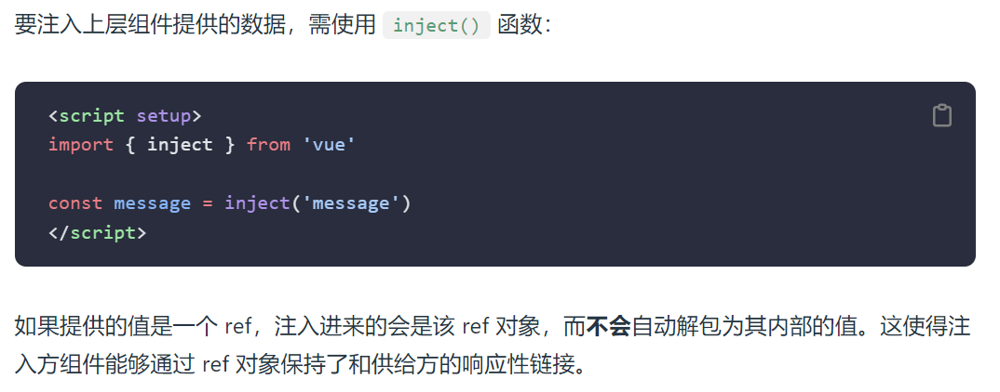 要注入上层组件提供的数据，需使用 inject() 函数：
<script setup>
import { inject } from 'vue'
const message = inject('message')
</script>
如果提供的值是一个 ref，注入进来的会是该 ref 对象，而不会自动解包为其内部的值。这使得注
入方组件能够通过 ref 对象保持了和供给方的响应性链接。